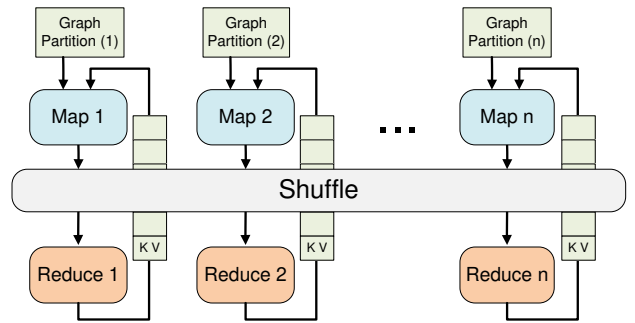 Graph
Partition (1)
Graph
Partition (2)
Graph
Partition (n)
Map 1
Map 2
...
Map n
Shuffle
K V
K V
K V
Reduce 1
Reduce 2
Reduce n